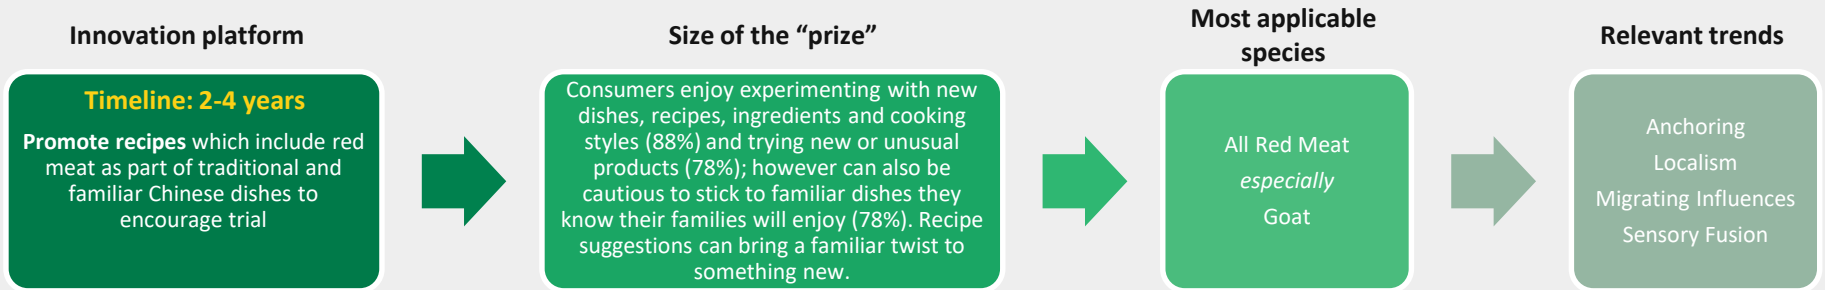 Innovation platform
Timeline: 2-4 years
Promote recipes which include red
meat as part of traditional and
familiar Chinese dishes to
encourage trial
Size of the “prize”
Consumers enjoy experimenting with new
dishes, recipes, ingredients and cooking
styles (88%) and trying new or unusual
products (78%); however can also be
cautious to stick to familiar dishes they
know their families will enjoy (78%). Recipe
suggestions can bring a familiar twist to
something new.
Most applicable
species
All Red Meat
especially
Goat
Relevant trends
Anchoring
Localism
Migrating Influences
Sensory Fusion